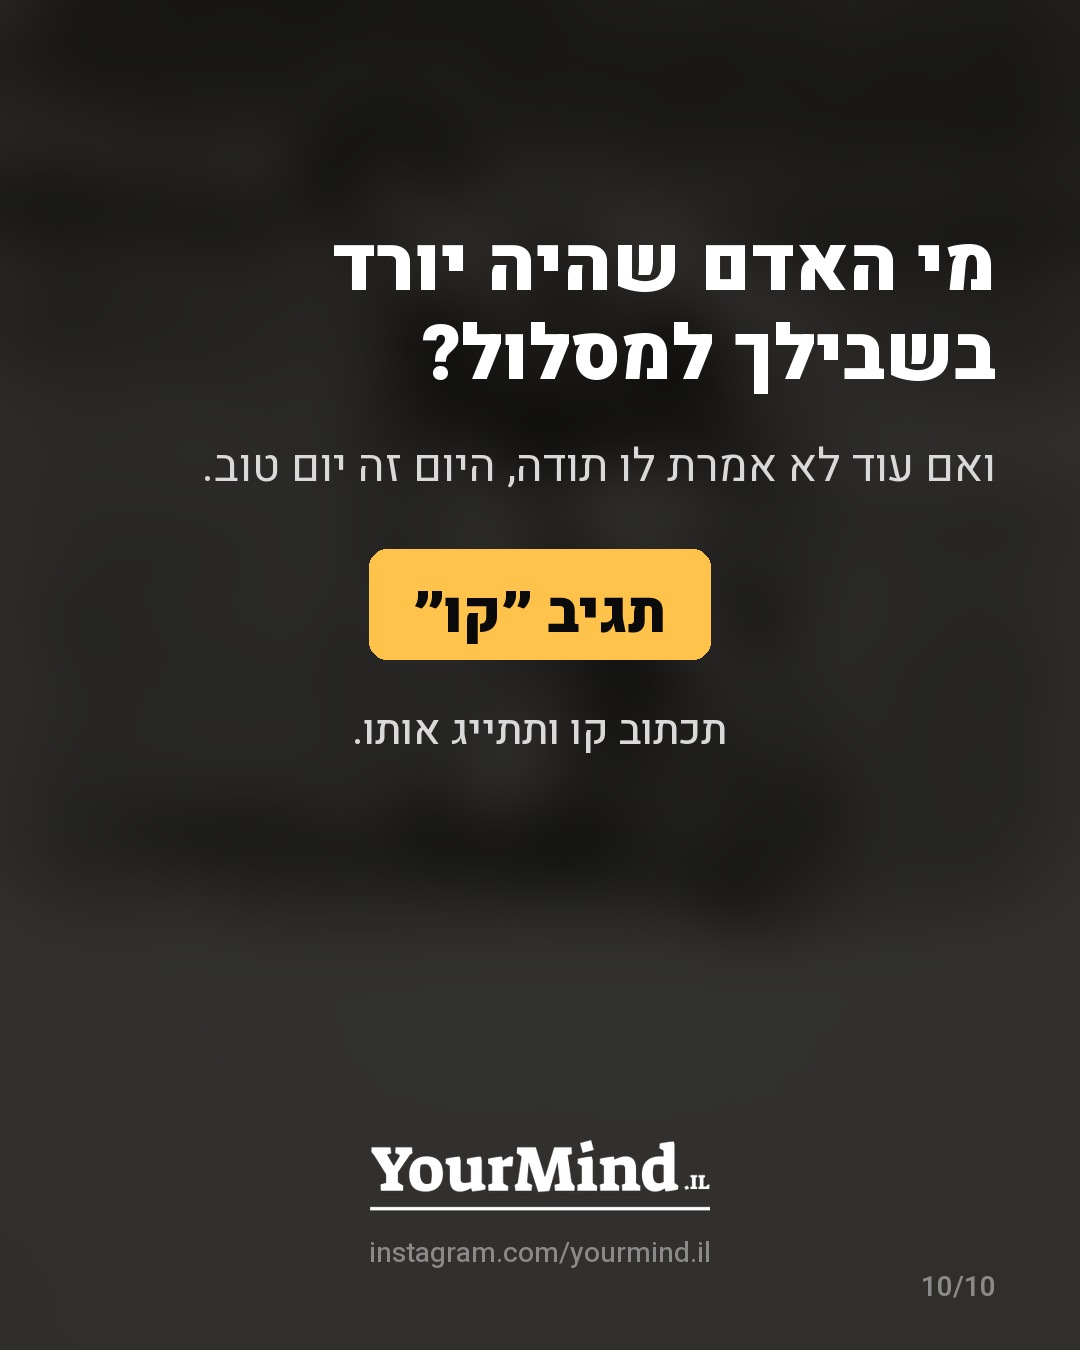 מי האדם שהיה יורד
בשבילך למסלול?
ואם עוד לא אמרת לו תודה, היום זה יום טוב.
תגיב ״קו״
תכתוב קו ותתייג אותו.
YourMind.IL
instagram.com/yourmind.il
10/10